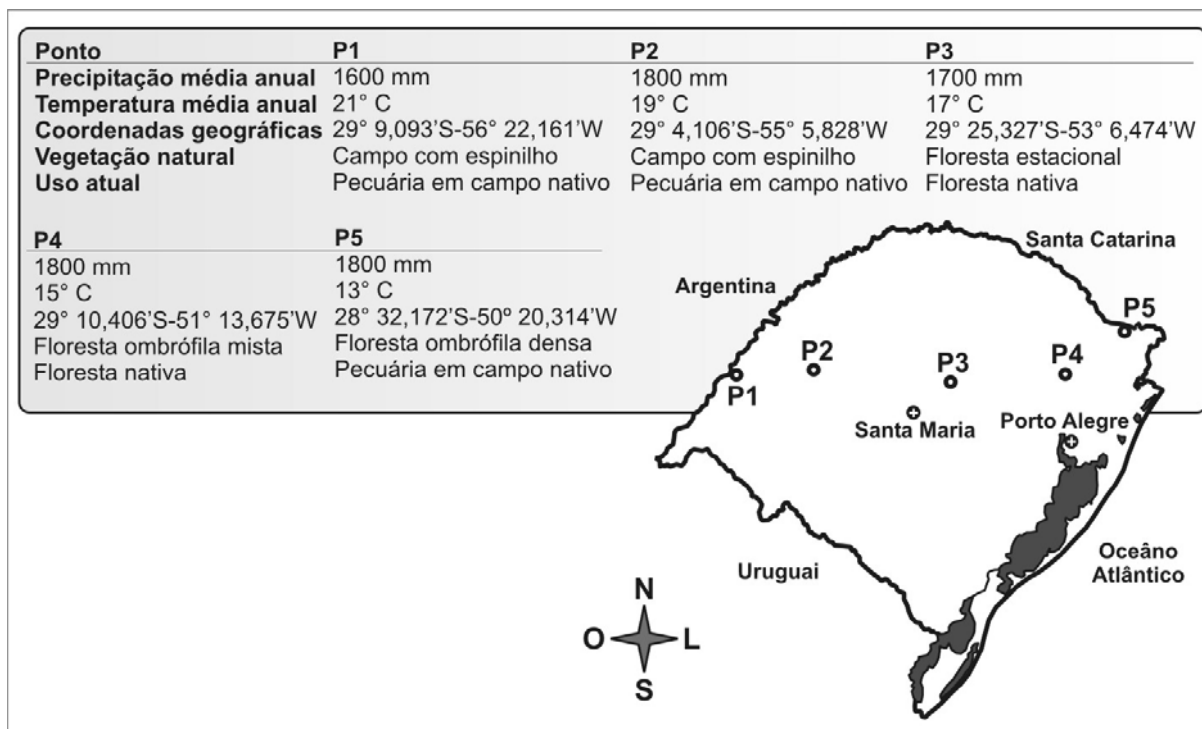 Ponto P1 P2 P3
Precipitação média anual 1600 mm 1800 mm 1700 mm
Temperatura média anual 21° C 19° C 17° C
Coordenadas geográficas 29° 9,093'S-56° 22,161'W 29° 4,106'S-55° 5,828'W 29° 25,327'S-53° 6,474'W
Vegetação natural Campo com espinilho Campo com espinilho Floresta estacional
Uso atual Pecuária em campo nativo Pecuária em campo nativo Floresta nativa
P4 P5
1800 mm 1800 mm
15° C 13° C
29° 10,406'S-51° 13,675'W 28° 32,172'S-50º 20,314'W
Floresta ombrófila mista Floresta ombrófila densa
Floresta nativa Pecuária em campo nativo
Santa Catarina
Argentina
P5
P2
P3
P4
P1
Santa Maria
Porto Alegre
Uruguai
Oceâno
Atlântico
N
O L
S